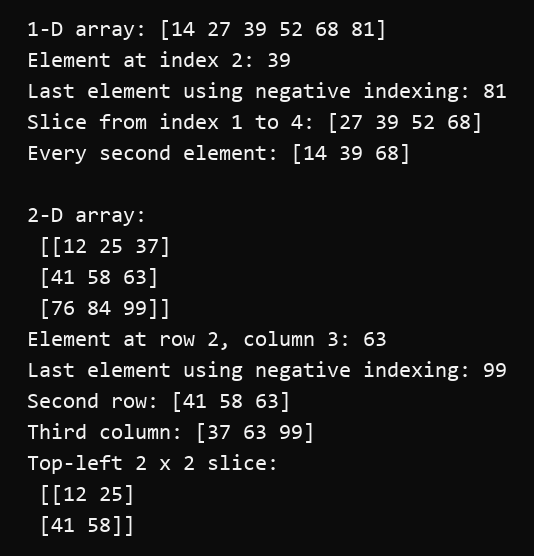 1-D array: [14 27 39 52 68 81]
Element at index 2: 39
Last element using negative indexing: 81
Slice from index 1 to 4: [27 39 52 68]
Every second element: [14 39 68]

2-D array:
 [[12 25 37]
 [41 58 63]
 [76 84 99]]
Element at row 2, column 3: 63
Last element using negative indexing: 99
Second row: [41 58 63]
Third column: [37 63 99]
Top-left 2 x 2 slice:
 [[12 25]
 [41 58]]